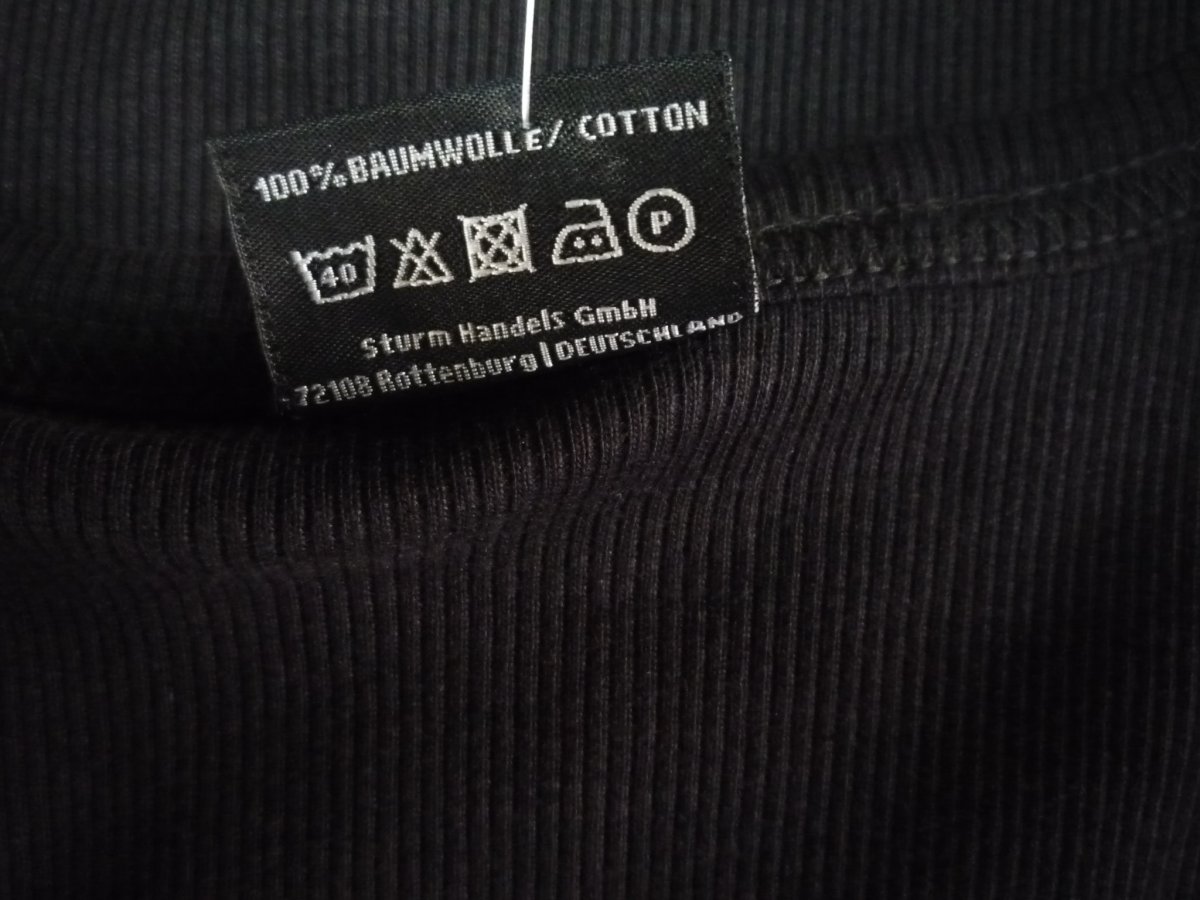 100% BAUMWOLLE/ COTTON
40 P
Sturm Handels GmbH
72108 Rottenburg | DEUTSCHLAND